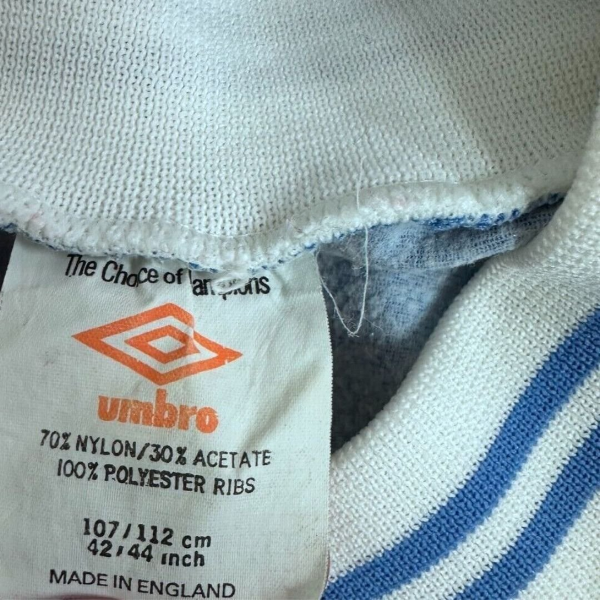 The Choice of
umbro
70% NYLON/30% ACETATE
100% POLYESTER RIBS
107/112 cm
42/44 inch
MADE IN ENGLAND